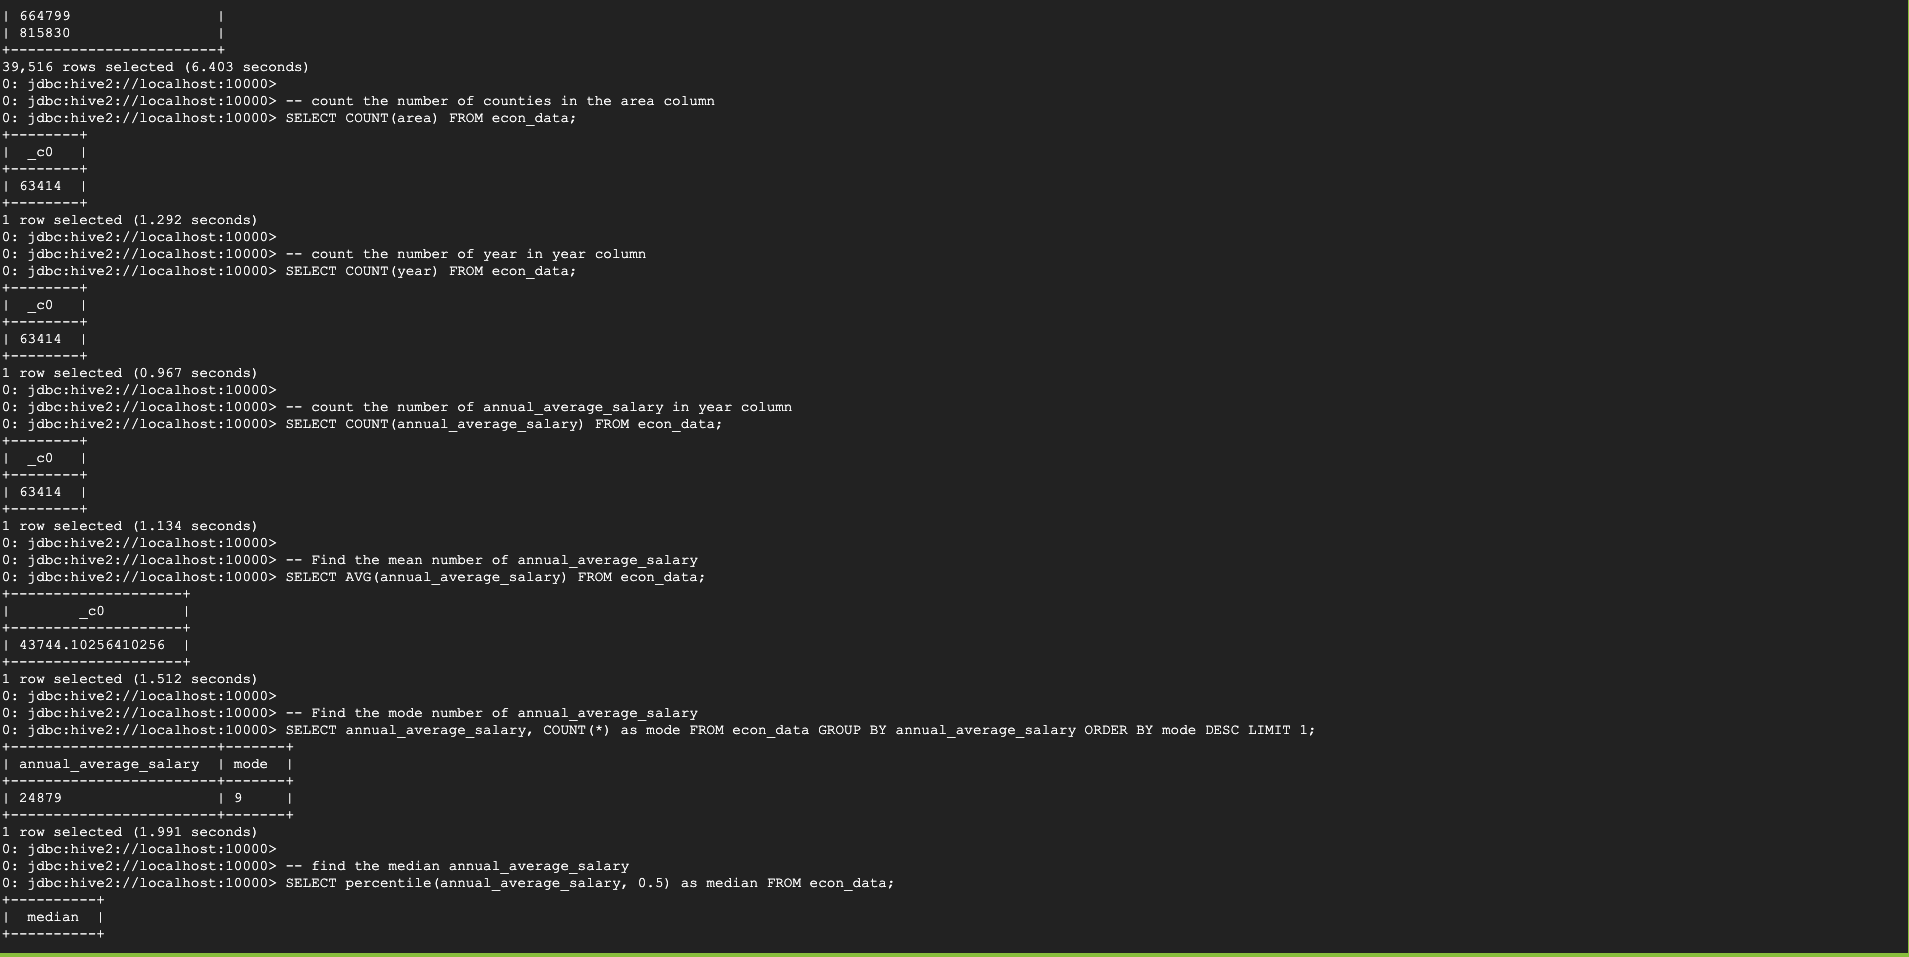 | 664799                 |
| 815830                 |
+------------------------+
39,516 rows selected (6.403 seconds)
0: jdbc:hive2://localhost:10000>
0: jdbc:hive2://localhost:10000> -- count the number of counties in the area column
0: jdbc:hive2://localhost:10000> SELECT COUNT(area) FROM econ_data;
+--------+
|  _c0   |
+--------+
| 63414  |
+--------+
1 row selected (1.292 seconds)
0: jdbc:hive2://localhost:10000>
0: jdbc:hive2://localhost:10000> -- count the number of year in year column
0: jdbc:hive2://localhost:10000> SELECT COUNT(year) FROM econ_data;
+--------+
|  _c0   |
+--------+
| 63414  |
+--------+
1 row selected (0.967 seconds)
0: jdbc:hive2://localhost:10000>
0: jdbc:hive2://localhost:10000> -- count the number of annual_average_salary in year column
0: jdbc:hive2://localhost:10000> SELECT COUNT(annual_average_salary) FROM econ_data;
+--------+
|  _c0   |
+--------+
| 63414  |
+--------+
1 row selected (1.134 seconds)
0: jdbc:hive2://localhost:10000>
0: jdbc:hive2://localhost:10000> -- Find the mean number of annual_average_salary
0: jdbc:hive2://localhost:10000> SELECT AVG(annual_average_salary) FROM econ_data;
+--------------------+
|        _c0         |
+--------------------+
| 43744.10256410256  |
+--------------------+
1 row selected (1.512 seconds)
0: jdbc:hive2://localhost:10000>
0: jdbc:hive2://localhost:10000> -- Find the mode number of annual_average_salary
0: jdbc:hive2://localhost:10000> SELECT annual_average_salary, COUNT(*) as mode FROM econ_data GROUP BY annual_average_salary ORDER BY mode DESC LIMIT 1;
+------------------------+-------+
| annual_average_salary  | mode  |
+------------------------+-------+
| 24879                  | 9     |
+------------------------+-------+
1 row selected (1.991 seconds)
0: jdbc:hive2://localhost:10000>
0: jdbc:hive2://localhost:10000> -- find the median annual_average_salary
0: jdbc:hive2://localhost:10000> SELECT percentile(annual_average_salary, 0.5) as median FROM econ_data;
+----------+
|  median  |
+----------+